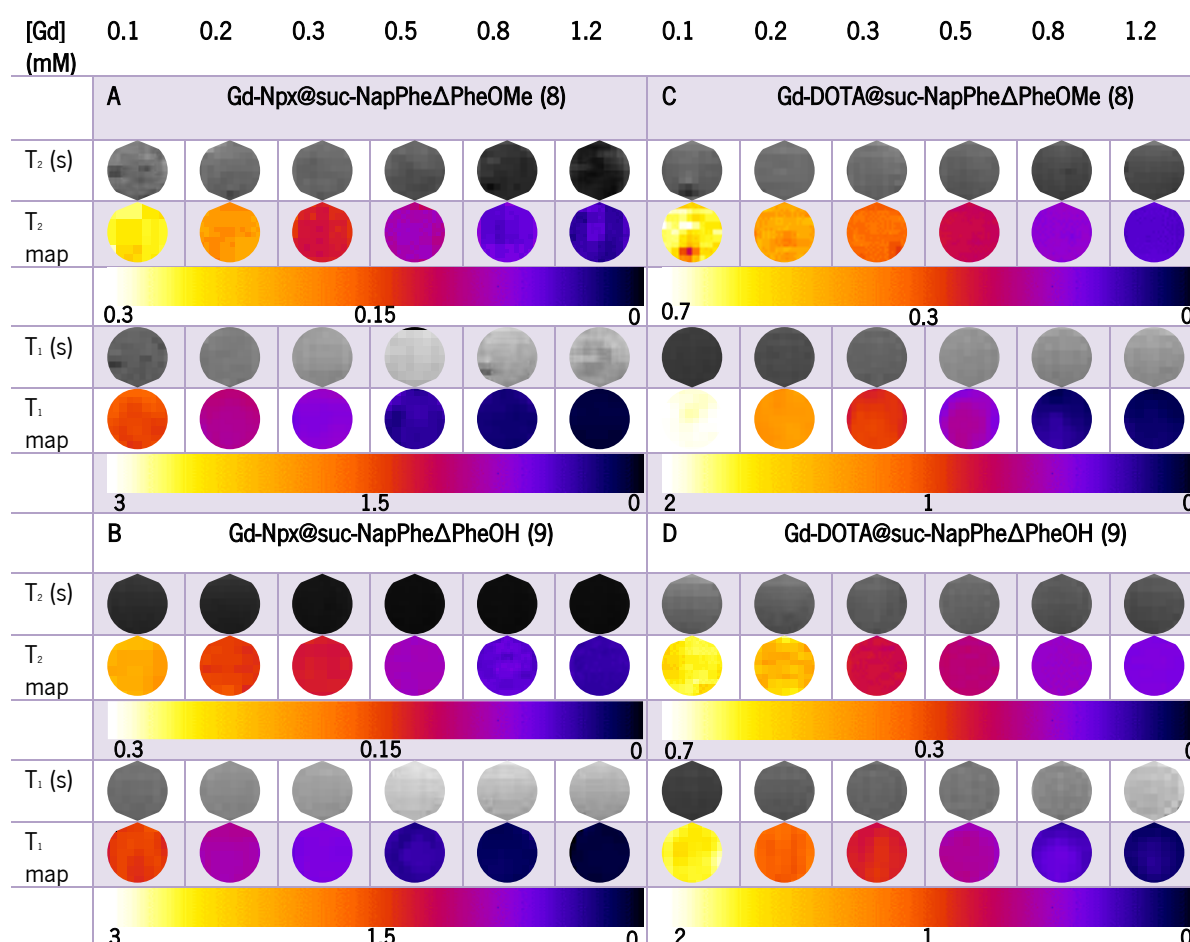 [Gd] 0.1 0.2 0.3 0.5 0.8 1.2 0.1 0.2 0.3 0.5 0.8 1.2
(mM)
A Gd-Npx@suc-NapPheΔPheOMe (8) C Gd-DOTA@suc-NapPheΔPheOMe (8)
T₂ (s)
T₂
map
0.3 0.15 0 0.7 0.3 0
T₁ (s)
T₁
map
3 1.5 0 2 1 0
B Gd-Npx@suc-NapPheΔPheOH (9) D Gd-DOTA@suc-NapPheΔPheOH (9)
T₂ (s)
T₂
map
0.3 0.15 0 0.7 0.3 0
T₁ (s)
T₁
map
3 1.5 0 2 1 0